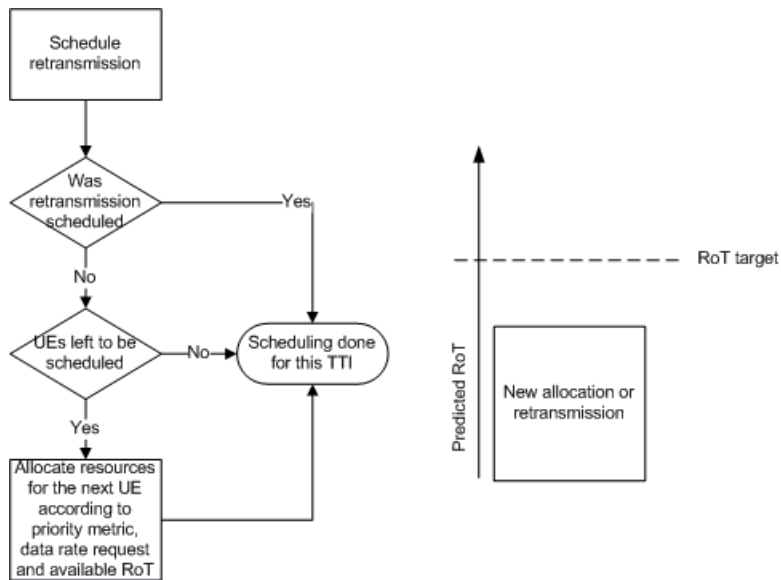 Schedule
retransmission
Was
retransmission
scheduled
Yes
No
UEs left to be
scheduled
No
Scheduling done
for this TTI
Yes
Allocate resources
for the next UE
according to
priority metric,
data rate request
and available RoT
RoT target
Predicted RoT
New allocation or
retransmission